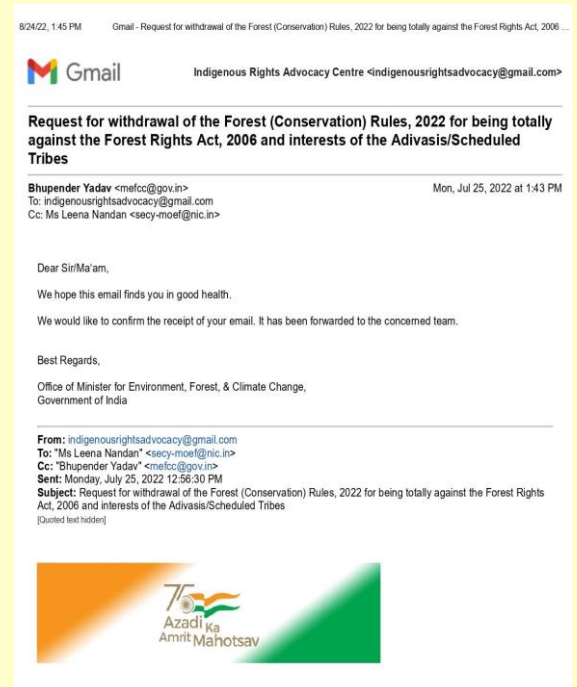 8/24/22, 1:45 PM Gmail - Request for withdrawal of the Forest (Conservation) Rules, 2022 for being totally against the Forest Rights Act, 2006 ...
Gmail
Indigenous Rights Advocacy Centre <indigenousrightsadvocacy@gmail.com>
Request for withdrawal of the Forest (Conservation) Rules, 2022 for being totally
against the Forest Rights Act, 2006 and interests of the Adivasis/Scheduled
Tribes
Bhupender Yadav <mefcc@gov.in> Mon, Jul 25, 2022 at 1:43 PM
To: indigenousrightsadvocacy@gmail.com
Cc: Ms Leena Nandan <secy-moef@nic.in>
Dear Sir/Ma'am,
We hope this email finds you in good health.
We would like to confirm the receipt of your email. It has been forwarded to the concerned team.
Best Regards,
Office of Minister for Environment, Forest, & Climate Change,
Government of India
From: indigenousrightsadvocacy@gmail.com
To: "Ms Leena Nandan" <secy-moef@nic.in>
Cc: "Bhupender Yadav" <mefcc@gov.in>
Sent: Monday, July 25, 2022 12:56:30 PM
Subject: Request for withdrawal of the Forest (Conservation) Rules, 2022 for being totally against the Forest Rights
Act, 2006 and interests of the Adivasis/Scheduled Tribes
[Quoted text hidden]
75
Azadi Ka
Amrit Mahotsav